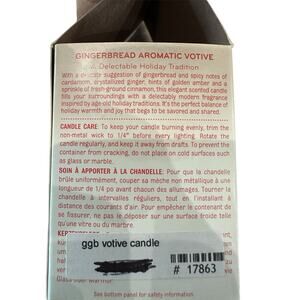 GINGERBREAD AROMATIC VOTIVE
A Delectable Holiday Tradition
With a delicate suggestion of gingerbread and spicy notes of
cardamom, crystallized ginger, hints of golden amber and a
sprinkle of fresh-ground cinnamon, this elegant scented candle
fills your surroundings with a delectably modern fragrance
inspired by age-old holiday traditions. It's the perfect balance of
holiday warmth and joy that begs to be savored and shared.
CANDLE CARE: To keep your candle burning evenly, trim the
non-metal wick to 1/4" before every lighting. Rotate the
candle regularly, and keep it away from drafts. To prevent the
container from cracking, do not place on cold surfaces such
as glass or marble.
SOIN À APPORTER À LA CHANDELLE: Pour que la chandelle
brûle uniformément, couper sa mèche non métallique à une
longueur de 1/4 po avant chacun des allumages. Tourner la
chandelle à intervalles réguliers, tout en l'installant à
distance des courants d'air. Pour empêcher le contenant de
se fissurer, ne pas le déposer sur une surface froide telle
qu'une vitre ou du marbre.
ggb votive candle
# 17863
See bottom panel for safety information.